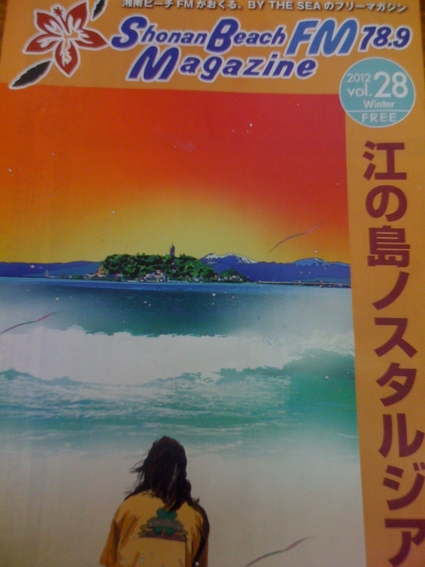 湘南ビーチFMがおくる、BY THE SEAのフリーマガジン
Shonan Beach FM 78.9
Magazine
2012
vol.28
Winter
FREE
江の島ノスタルジア